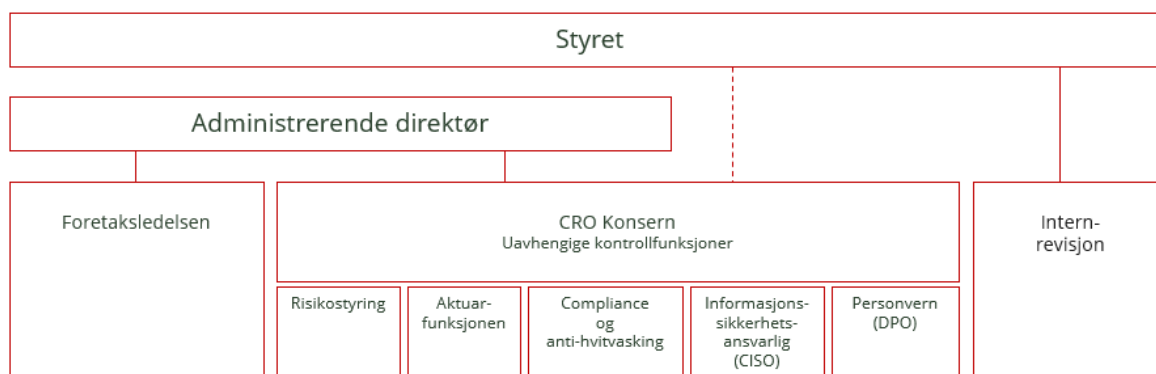 Styret
Administrerende direktør
Foretaksledelsen
CRO Konsern
Uavhengige kontrollfunksjoner
Intern-
revisjon
Risikostyring
Aktuar-
funksjonen
Compliance
og
anti-hvitvasking
Informasjons-
sikkerhets-
ansvarlig
(CISO)
Personvern
(DPO)